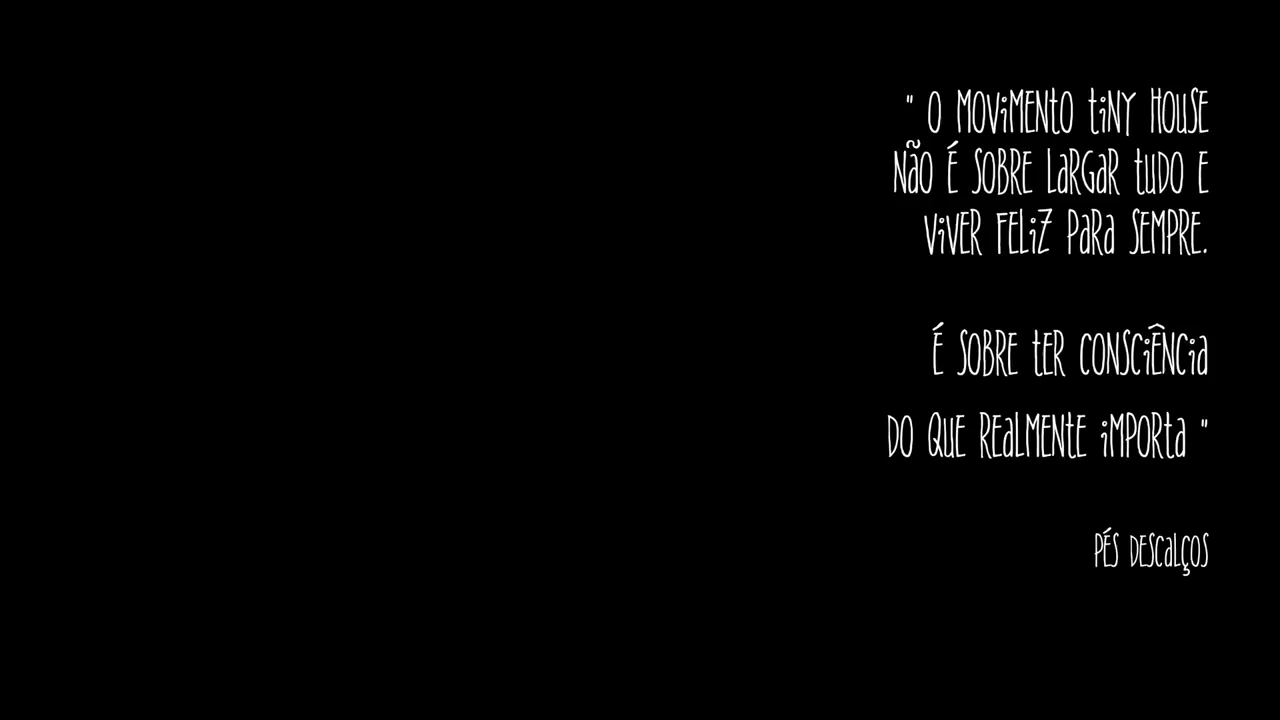 " O MOViMENtO tiNY HOuSE
NãO É SOBRE LaRGaR tuDO E
ViVER FELiZ PaRa SEMPRE.
É SOBRE tER CONSCiÊNCia
DO QuE REaLMENtE iMPORta "
PÉS DESCaLÇOS